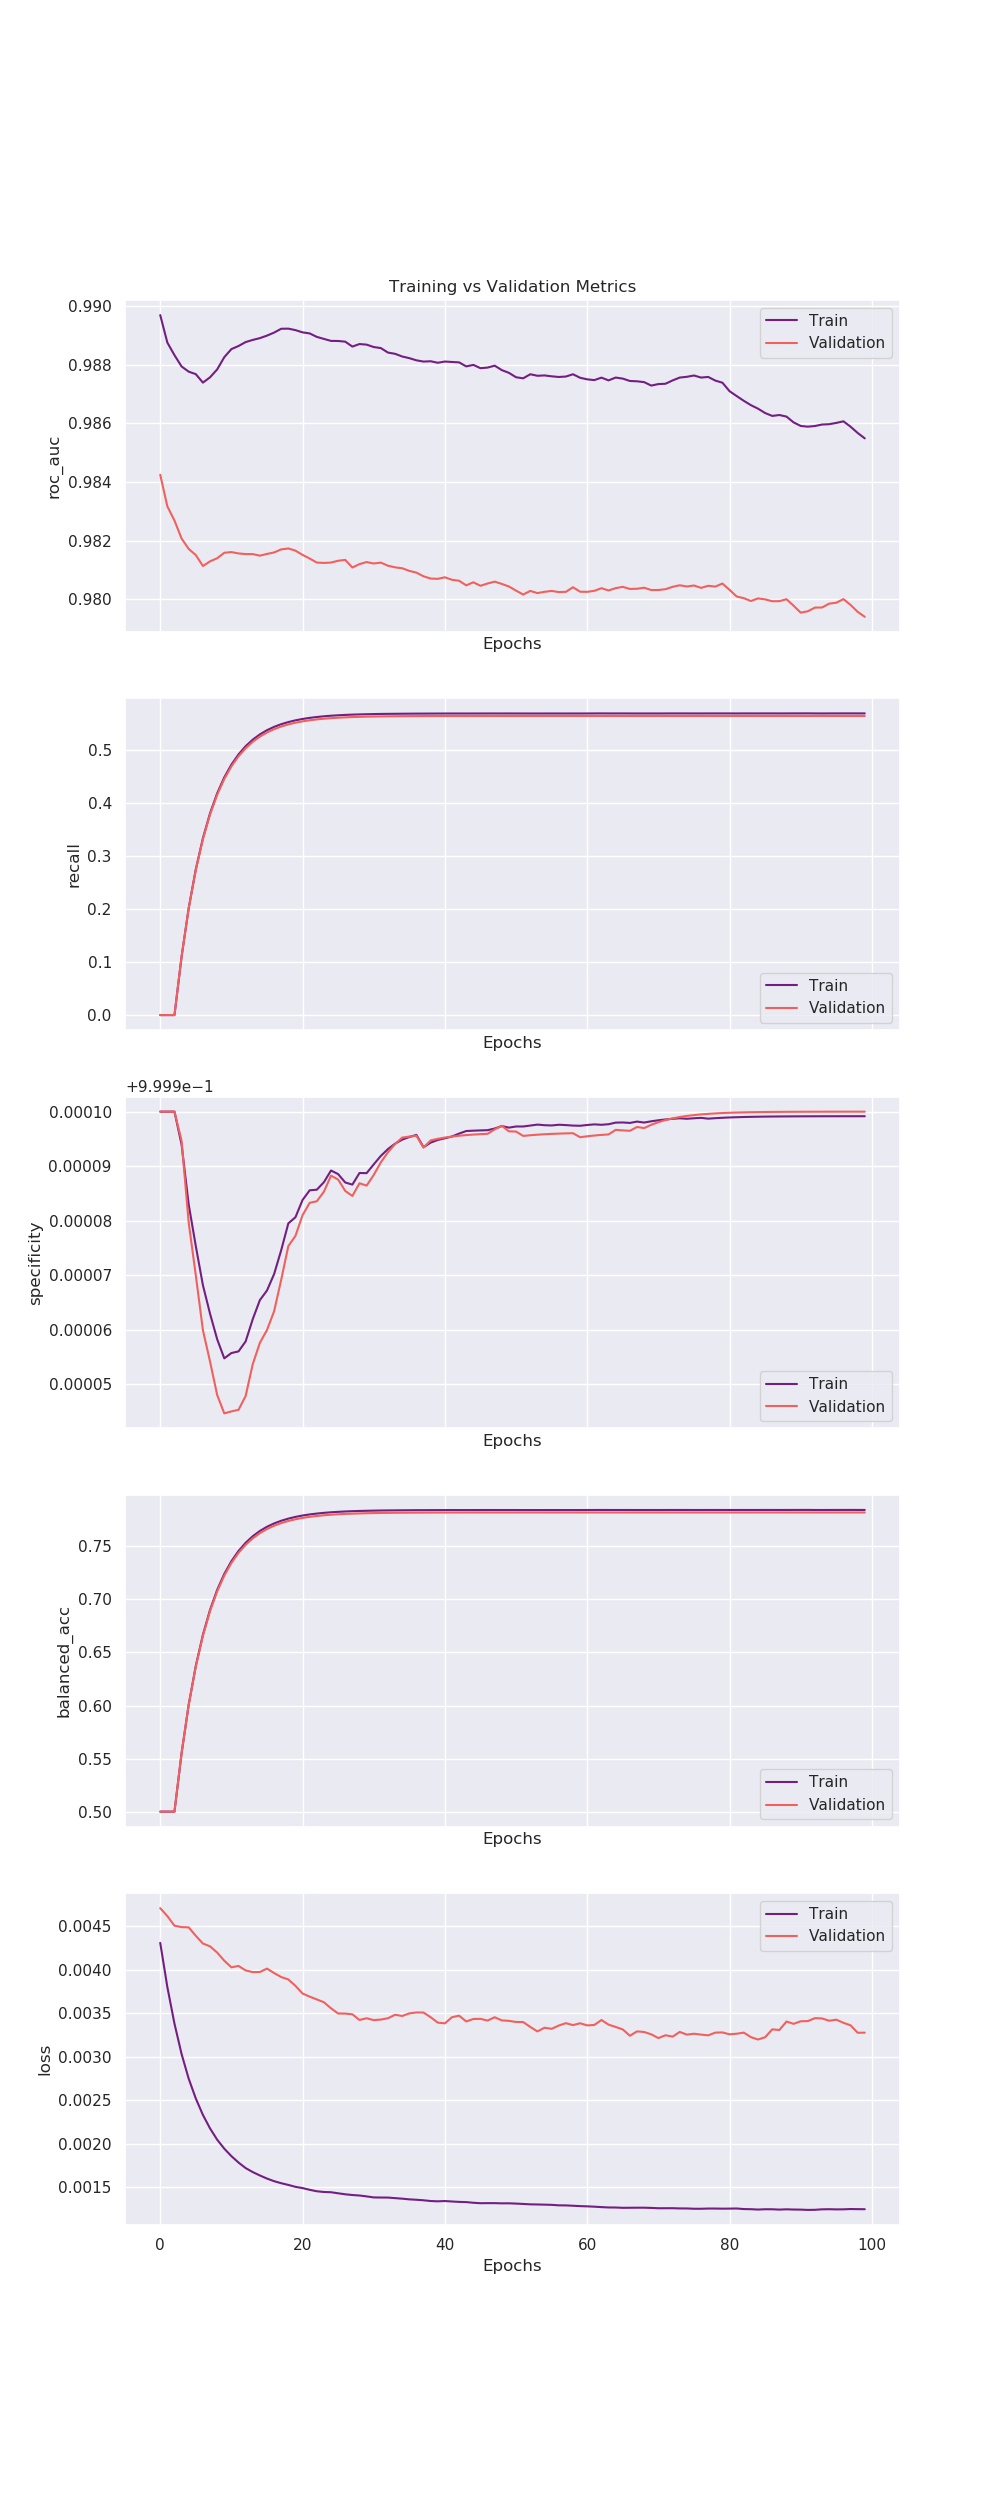 Training vs Validation Metrics
0.990
0.988
0.986
0.984
0.982
0.980
roc_auc
Train
Validation
Epochs
0.5
0.4
0.3
0.2
0.1
0.0
recall
Train
Validation
Epochs
+9.999e−1
0.00010
0.00009
0.00008
0.00007
0.00006
0.00005
specificity
Train
Validation
Epochs
0.75
0.70
0.65
0.60
0.55
0.50
balanced_acc
Train
Validation
Epochs
0.0045
0.0040
0.0035
0.0030
0.0025
0.0020
0.0015
loss
Train
Validation
0 20 40 60 80 100
Epochs